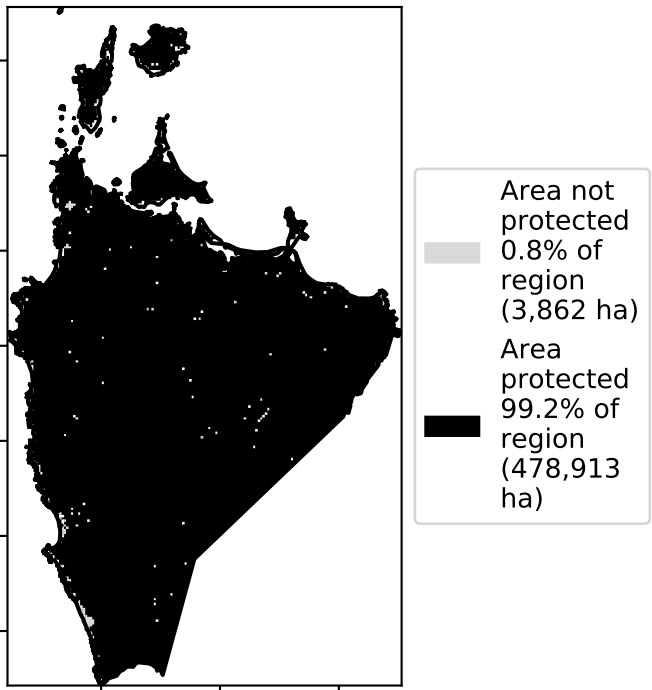 Area not
protected
0.8% of
region
(3,862 ha)
Area
protected
99.2% of
region
(478,913
ha)